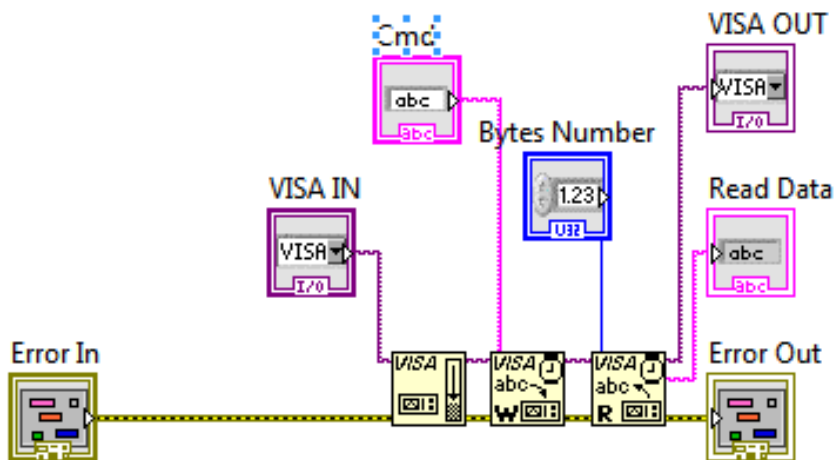 Cmd
abc
abc
VISA OUT
VISA
I/O
Bytes Number
1.23
U32
VISA IN
VISA
I/O
Read Data
abc
abc
Error In
VISA
VISA
abc
W
VISA
abc
R
Error Out